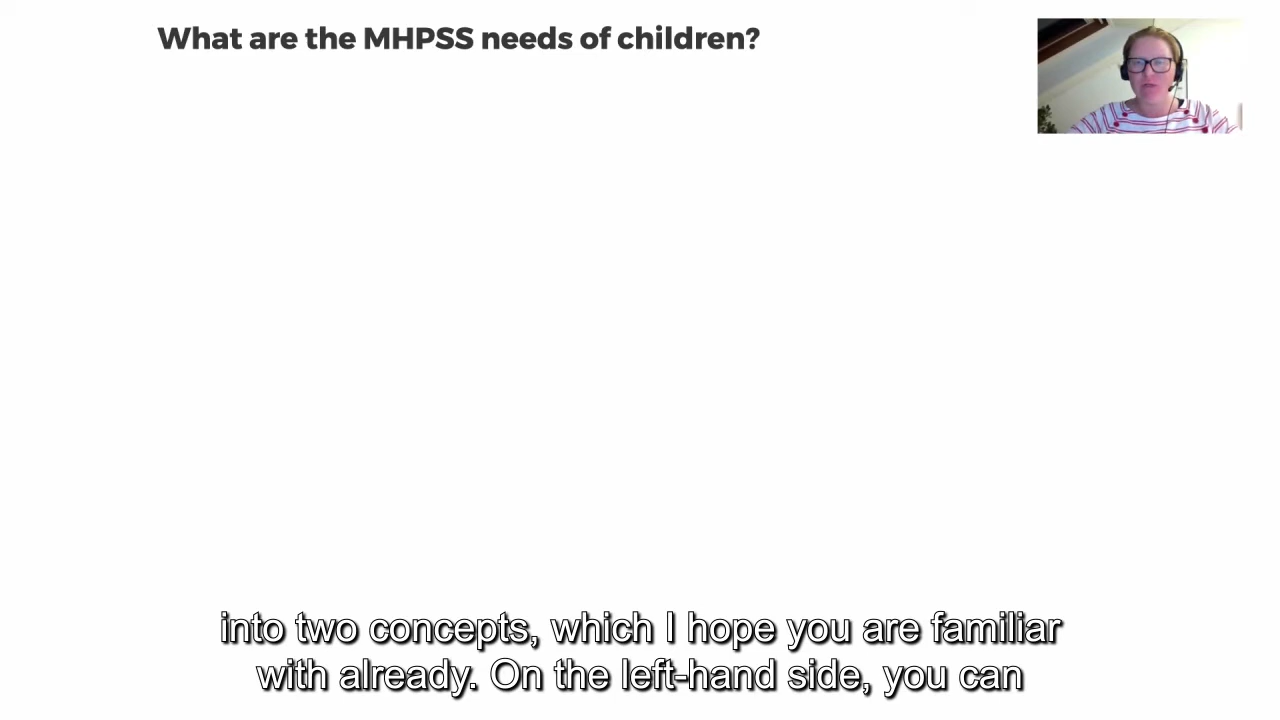 What are the MHPSS needs of children?
into two concepts, which I hope you are familiar
with already. On the left-hand side, you can